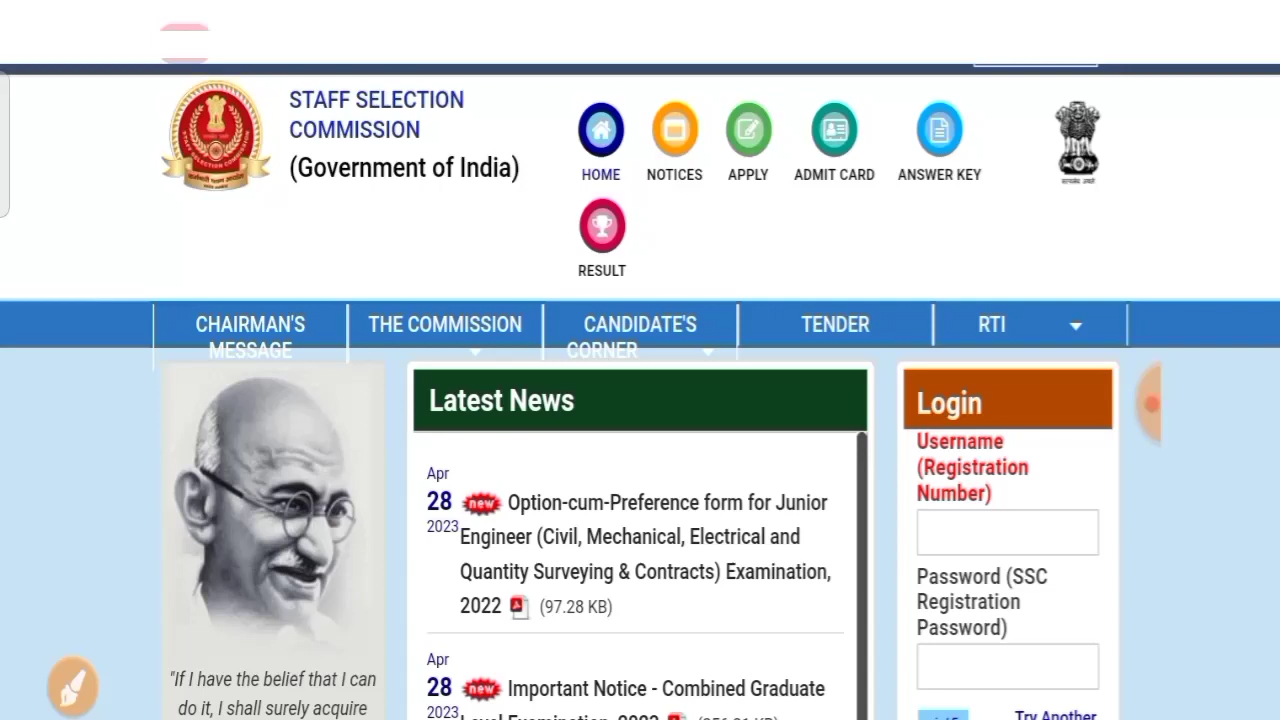 STAFF SELECTION
COMMISSION
(Government of India)
HOME
NOTICES
APPLY
ADMIT CARD
ANSWER KEY
RESULT
CHAIRMAN'S
MESSAGE
THE COMMISSION
CANDIDATE'S
CORNER
TENDER
RTI
"If I have the belief that I can
do it, I shall surely acquire
Latest News
Apr
28
2023
new Option-cum-Preference form for Junior
Engineer (Civil, Mechanical, Electrical and
Quantity Surveying & Contracts) Examination,
2022 (97.28 KB)
Apr
28
2023
new Important Notice - Combined Graduate
Login
Username
(Registration
Number)
Password (SSC
Registration
Password)
Try Another